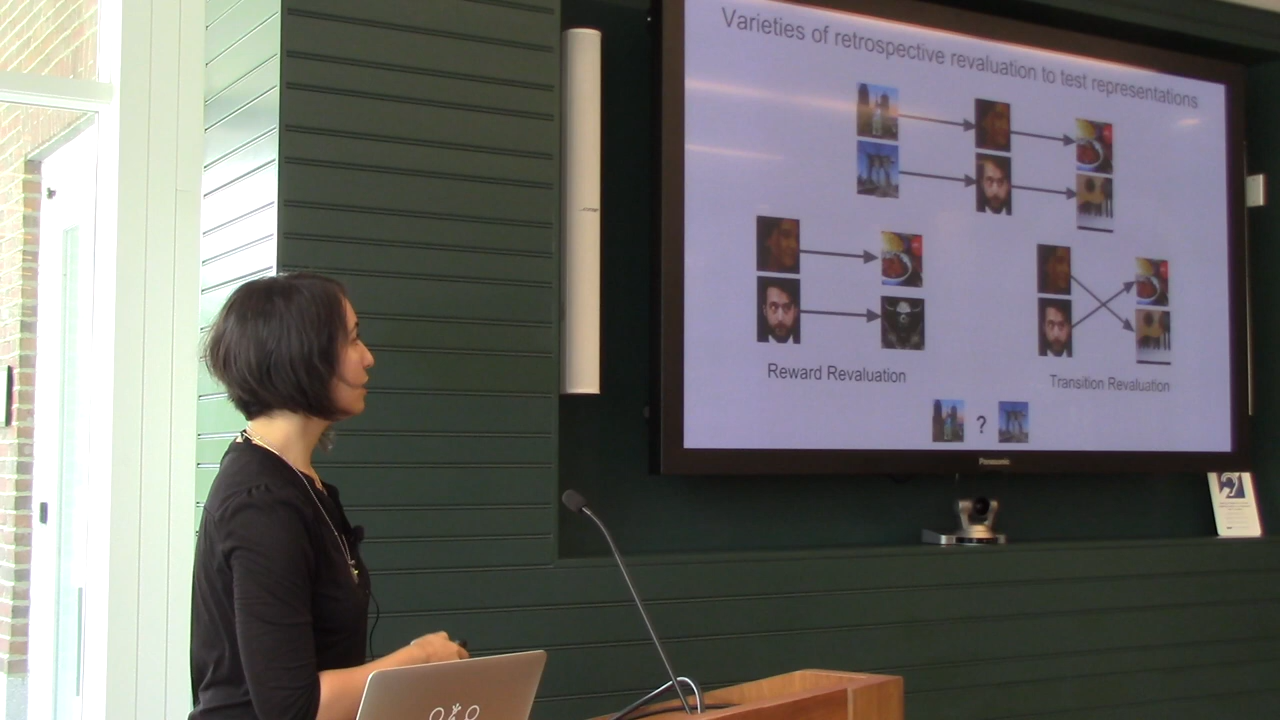 Varieties of retrospective revaluation to test representations
Reward Revaluation
Transition Revaluation
?
Panasonic